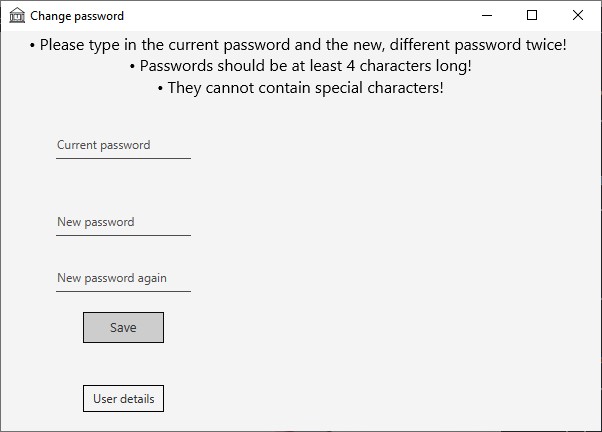 Change password
• Please type in the current password and the new, different password twice!
• Passwords should be at least 4 characters long!
• They cannot contain special characters!
Current password
New password
New password again
Save
User details